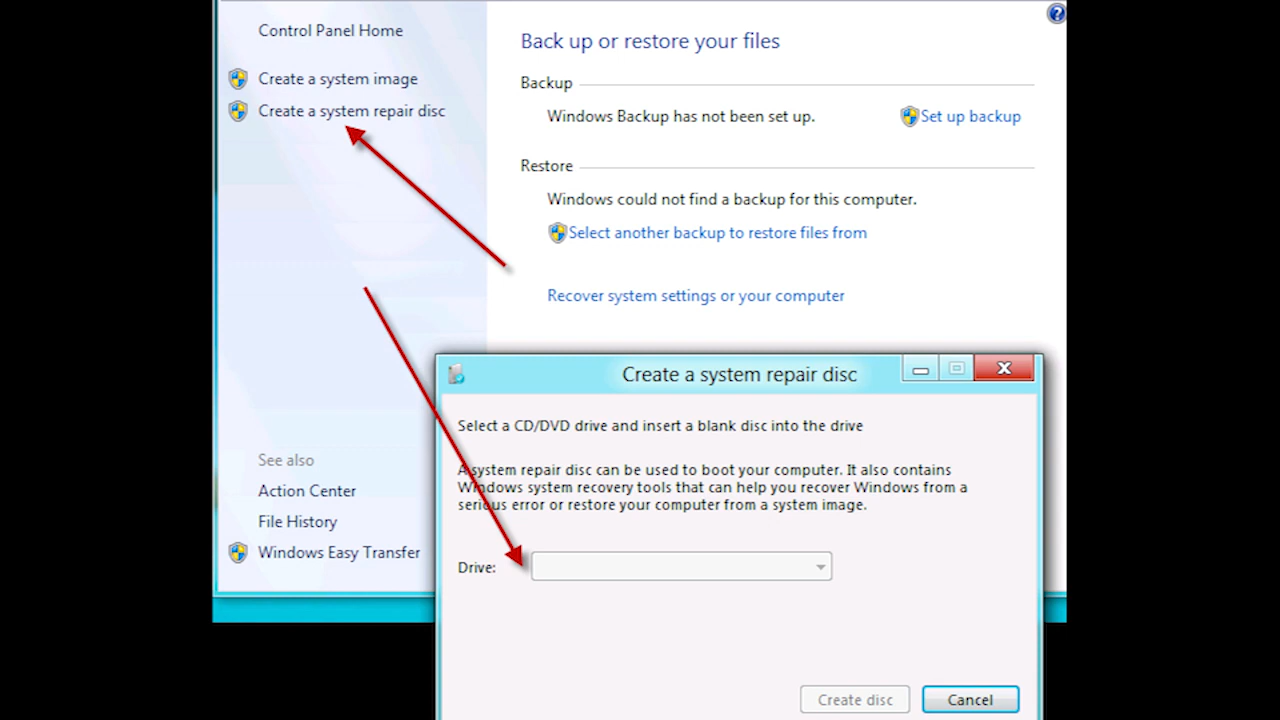 Control Panel Home
Create a system image
Create a system repair disc
Back up or restore your files
Backup
Windows Backup has not been set up.
Set up backup
Restore
Windows could not find a backup for this computer.
Select another backup to restore files from
Recover system settings or your computer
See also
Action Center
File History
Windows Easy Transfer
Create a system repair disc
Select a CD/DVD drive and insert a blank disc into the drive
A system repair disc can be used to boot your computer. It also contains
Windows system recovery tools that can help you recover Windows from a
serious error or restore your computer from a system image.
Drive:
Create disc
Cancel